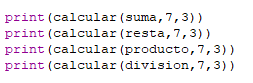 print(calcular(suma,7,3))
print(calcular(resta,7,3))
print(calcular(producto,7,3))
print(calcular(division,7,3))